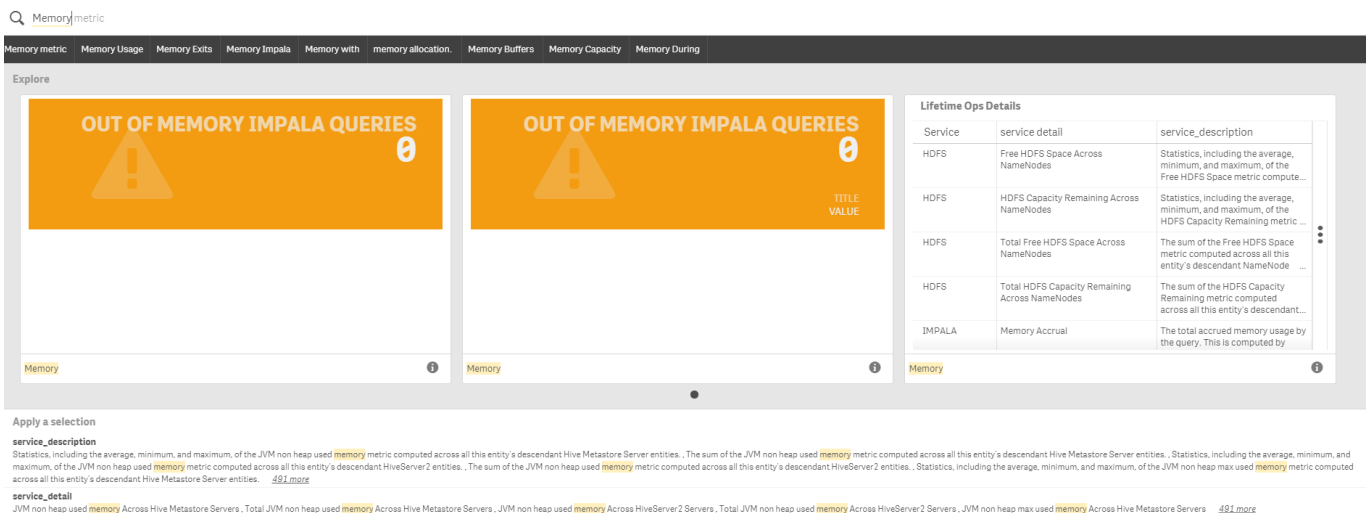 Memory metric
Memory metric Memory Usage Memory Exits Memory Impala Memory with memory allocation. Memory Buffers Memory Capacity Memory During
Explore
OUT OF MEMORY IMPALA QUERIES
0
Memory
OUT OF MEMORY IMPALA QUERIES
0
TITLE
VALUE
Memory
Lifetime Ops Details
Service service detail service_description
HDFS Free HDFS Space Across Statistics, including the average,
NameNodes minimum, and maximum, of the
Free HDFS Space metric compute...
HDFS HDFS Capacity Remaining Across Statistics, including the average,
NameNodes minimum, and maximum, of the
HDFS Capacity Remaining metric ...
HDFS Total Free HDFS Space Across The sum of the Free HDFS Space
NameNodes metric computed across all this
entity's descendant NameNode ...
HDFS Total HDFS Capacity Remaining The sum of the HDFS Capacity
Across NameNodes Remaining metric computed
across all this entity's descendant...
IMPALA Memory Accrual The total accrued memory usage by
the query. This is computed by
Memory
Apply a selection
service_description
Statistics, including the average, minimum, and maximum, of the JVM non heap used memory metric computed across all this entity's descendant Hive Metastore Server entities. , The sum of the JVM non heap used memory metric computed across all this entity's descendant Hive Metastore Server entities. , Statistics, including the average, minimum, and
maximum, of the JVM non heap used memory metric computed across all this entity's descendant HiveServer2 entities. , The sum of the JVM non heap used memory metric computed across all this entity's descendant HiveServer2 entities. , Statistics, including the average, minimum, and maximum, of the JVM non heap max used memory metric computed
across all this entity's descendant Hive Metastore Server entities. 491 more
service_detail
JVM non heap used memory Across Hive Metastore Servers , Total JVM non heap used memory Across Hive Metastore Servers , JVM non heap used memory Across HiveServer2 Servers , Total JVM non heap used memory Across HiveServer2 Servers , JVM non heap max used memory Across Hive Metastore Servers 491 more